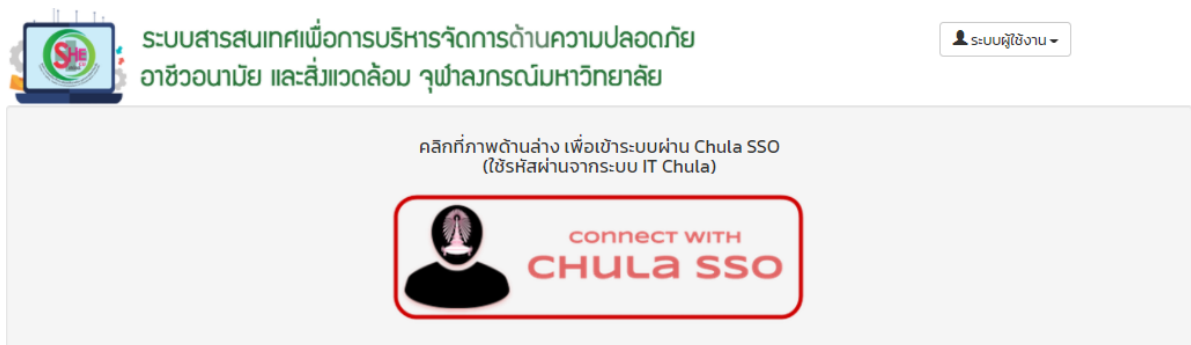 SHE
ระบบสารสนเทศเพื่อการบริหารจัดการด้านความปลอดภัย
อาชีวอนามัย และสิ่งแวดล้อม จุฬาลงกรณ์มหาวิทยาลัย
ระบบผู้ใช้งาน
คลิกที่ภาพด้านล่าง เพื่อเข้าระบบผ่าน Chula SSO
(ใช้รหัสผ่านจากระบบ IT Chula)
CONNECT WITH
CHULA SSO